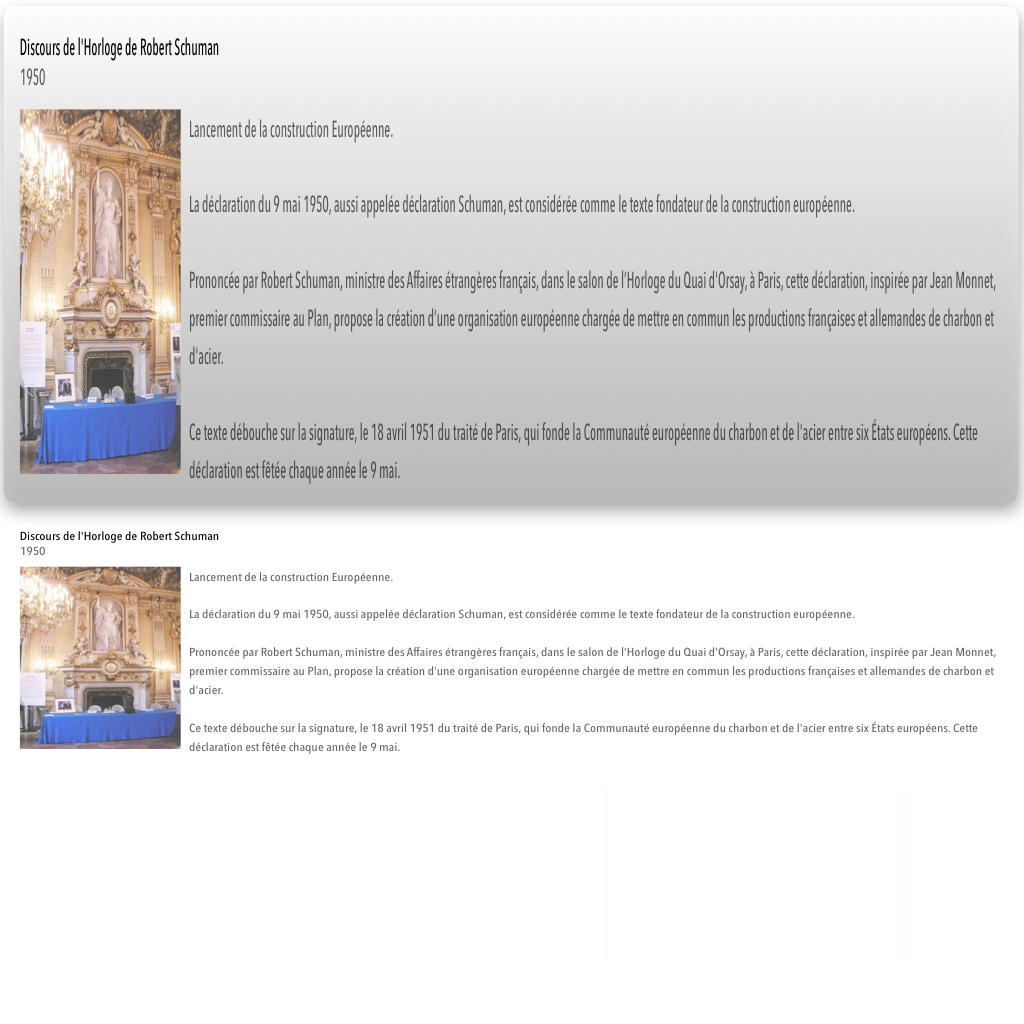 Discours de l'Horloge de Robert Schuman
1950
Lancement de la construction Européenne.
La déclaration du 9 mai 1950, aussi appelée déclaration Schuman, est considérée comme le texte fondateur de la construction européenne.
Prononcée par Robert Schuman, ministre des Affaires étrangères français, dans le salon de l'Horloge du Quai d'Orsay, à Paris, cette déclaration, inspirée par Jean Monnet,
premier commissaire au Plan, propose la création d'une organisation européenne chargée de mettre en commun les productions françaises et allemandes de charbon et
d'acier.
Ce texte débouche sur la signature, le 18 avril 1951 du traité de Paris, qui fonde la Communauté européenne du charbon et de l'acier entre six États européens. Cette
déclaration est fêtée chaque année le 9 mai.
Discours de l'Horloge de Robert Schuman
1950
Lancement de la construction Européenne.
La déclaration du 9 mai 1950, aussi appelée déclaration Schuman, est considérée comme le texte fondateur de la construction européenne.
Prononcée par Robert Schuman, ministre des Affaires étrangères français, dans le salon de l'Horloge du Quai d'Orsay, à Paris, cette déclaration, inspirée par Jean Monnet,
premier commissaire au Plan, propose la création d'une organisation européenne chargée de mettre en commun les productions françaises et allemandes de charbon et
d'acier.
Ce texte débouche sur la signature, le 18 avril 1951 du traité de Paris, qui fonde la Communauté européenne du charbon et de l'acier entre six États européens. Cette
déclaration est fêtée chaque année le 9 mai.